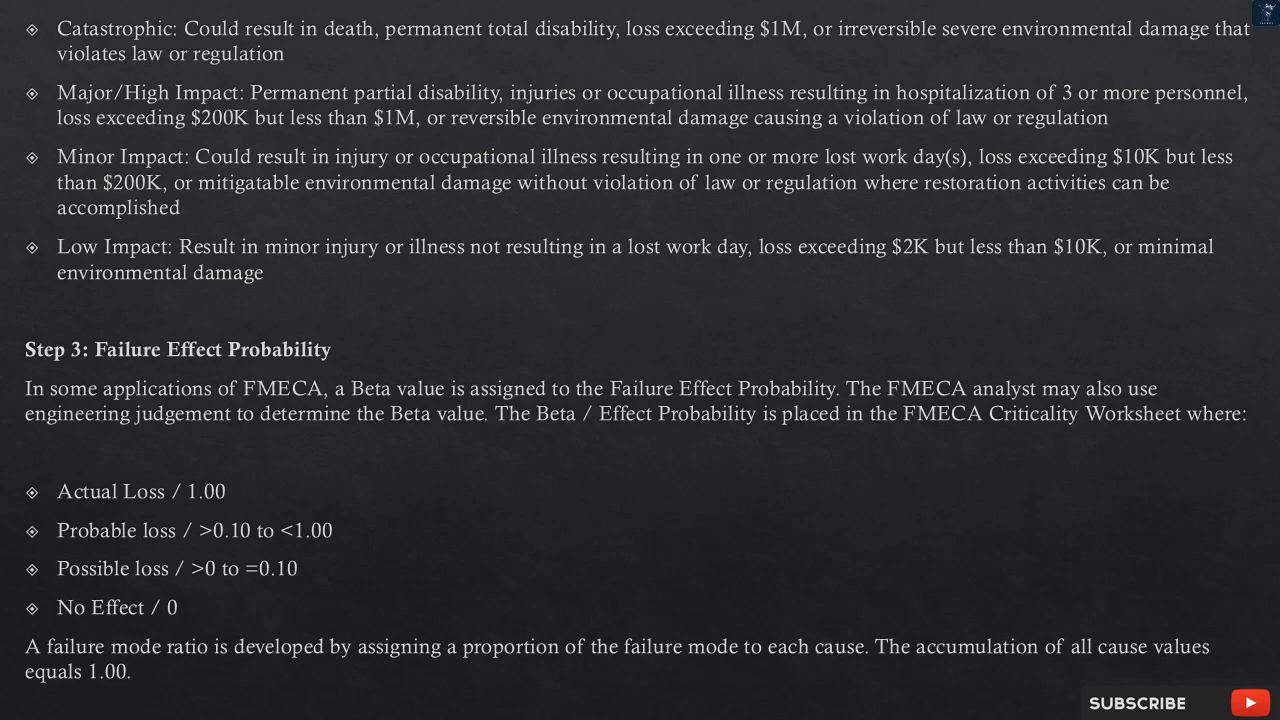 Catastrophic: Could result in death, permanent total disability, loss exceeding $1M, or irreversible severe environmental damage that
violates law or regulation
Major/High Impact: Permanent partial disability, injuries or occupational illness resulting in hospitalization of 3 or more personnel,
loss exceeding $200K but less than $1M, or reversible environmental damage causing a violation of law or regulation
Minor Impact: Could result in injury or occupational illness resulting in one or more lost work day(s), loss exceeding $10K but less
than $200K, or mitigatable environmental damage without violation of law or regulation where restoration activities can be
accomplished
Low Impact: Result in minor injury or illness not resulting in a lost work day, loss exceeding $2K but less than $10K, or minimal
environmental damage
Step 3: Failure Effect Probability
In some applications of FMECA, a Beta value is assigned to the Failure Effect Probability. The FMECA analyst may also use
engineering judgement to determine the Beta value. The Beta / Effect Probability is placed in the FMECA Criticality Worksheet where:
Actual Loss / 1.00
Probable loss / >0.10 to <1.00
Possible loss / >0 to =0.10
No Effect / 0
A failure mode ratio is developed by assigning a proportion of the failure mode to each cause. The accumulation of all cause values
equals 1.00.
SUBSCRIBE